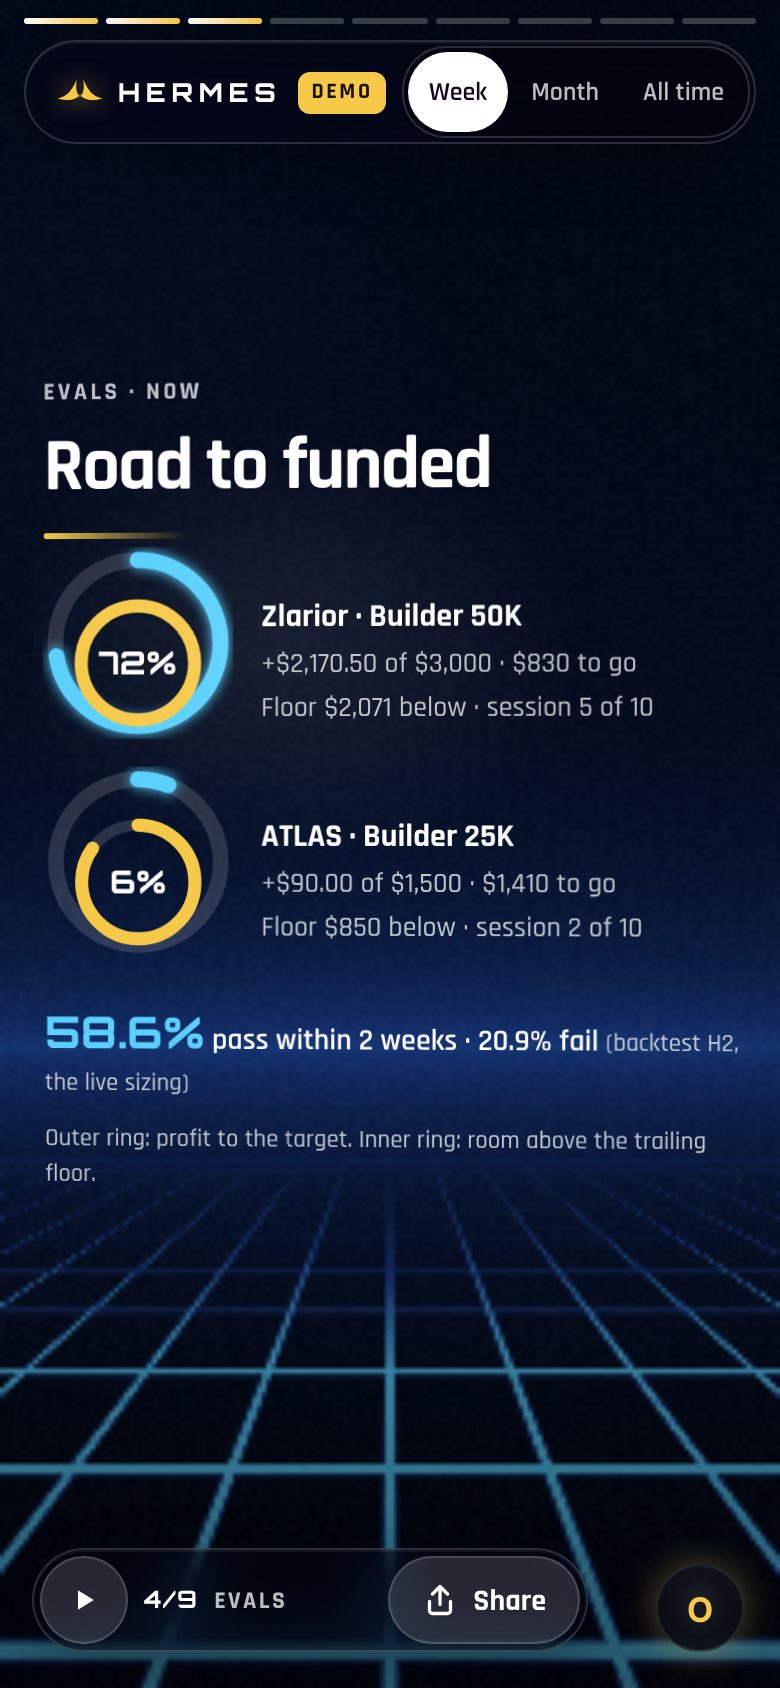 HERMES DEMO Week Month All time
EVALS · NOW
Road to funded
72%
Zlarior · Builder 50K
+$2,170.50 of $3,000 · $830 to go
Floor $2,071 below · session 5 of 10
6%
ATLAS · Builder 25K
+$90.00 of $1,500 · $1,410 to go
Floor $850 below · session 2 of 10
58.6% pass within 2 weeks · 20.9% fail (backtest H2,
the live sizing)
Outer ring: profit to the target. Inner ring: room above the trailing
floor.
4/9 EVALS Share O